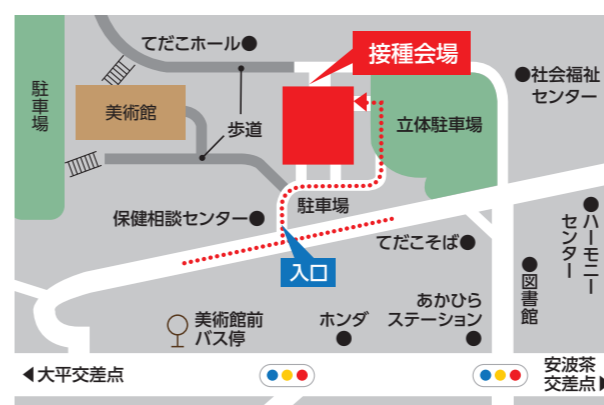 てだこホール●
接種会場
●社会福祉
センター
駐車場
美術館
歩道
立体駐車場
駐車場
保健相談センター●
てだこそば●
●ハーモニー
センター
入口
●図書館
美術館前
バス停
ホンダ
●
あかひら
ステーション
●
◀大平交差点
安波茶
交差点▶